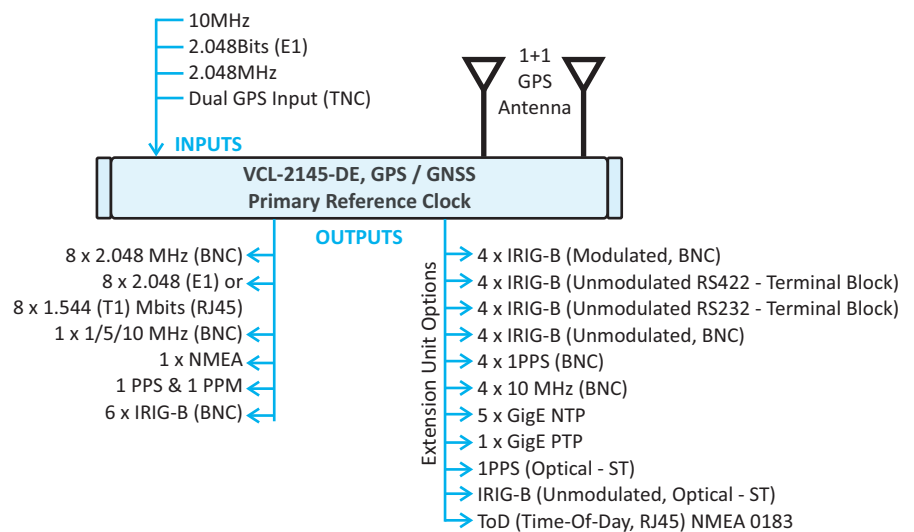 10MHz
2.048Bits (E1)
2.048MHz
Dual GPS Input (TNC)
INPUTS
1+1
GPS
Antenna
VCL-2145-DE, GPS / GNSS
Primary Reference Clock
OUTPUTS
8 x 2.048 MHz (BNC)
8 x 2.048 (E1) or
8 x 1.544 (T1) Mbits (RJ45)
1 x 1/5/10 MHz (BNC)
1 x NMEA
1 PPS & 1 PPM
6 x IRIG-B (BNC)
Extension Unit Options
4 x IRIG-B (Modulated, BNC)
4 x IRIG-B (Unmodulated RS422 - Terminal Block)
4 x IRIG-B (Unmodulated RS232 - Terminal Block)
4 x IRIG-B (Unmodulated, BNC)
4 x 1PPS (BNC)
4 x 10 MHz (BNC)
5 x GigE NTP
1 x GigE PTP
1PPS (Optical - ST)
IRIG-B (Unmodulated, Optical - ST)
ToD (Time-Of-Day, RJ45) NMEA 0183